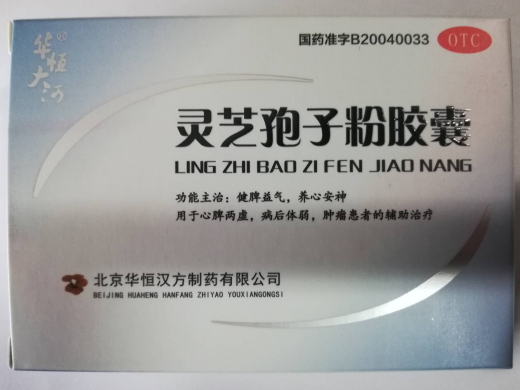 华恒大河®
国药准字B20040033
OTC
灵芝孢子粉胶囊
LING ZHI BAO ZI FEN JIAO NANG
功能主治：健脾益气，养心安神
用于心脾两虚，病后体弱，肿瘤患者的辅助治疗
北京华恒汉方制药有限公司
BEIJING HUAHENG HANFANG ZHIYAO YOUXIANGONGSI